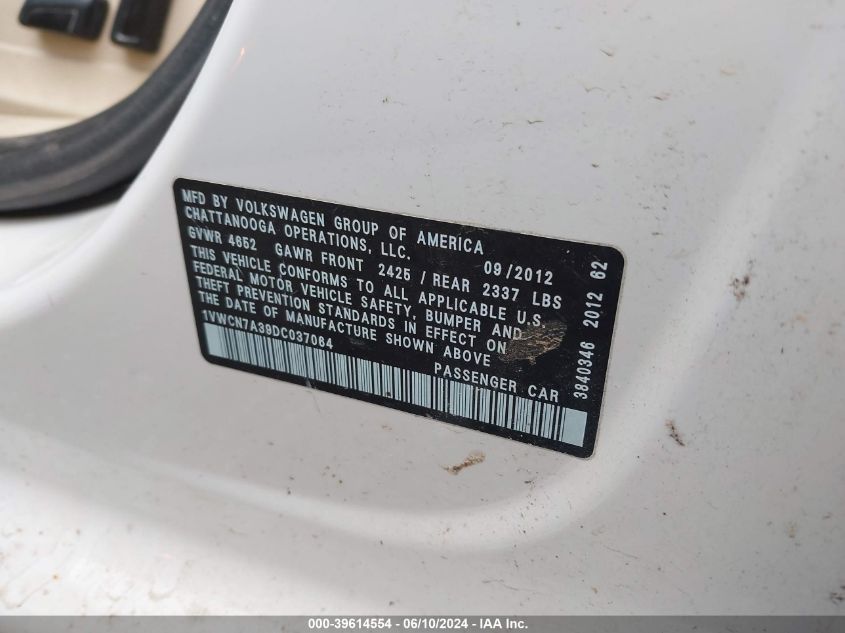 MFD BY VOLKSWAGEN GROUP OF AMERICA
CHATTANOOGA OPERATIONS, LLC.
09/2012
GVWR 4652 GAWR FRONT 2425 / REAR 2337 LBS
THIS VEHICLE CONFORMS TO ALL APPLICABLE U.S.
FEDERAL MOTOR VEHICLE SAFETY, BUMPER AND
THEFT PREVENTION STANDARDS IN EFFECT ON
THE DATE OF MANUFACTURE SHOWN ABOVE
1VWCN7A39DC037064
PASSENGER CAR
3840346 2012 62
000-39614554 / 06/10/2024 - IAA Inc.